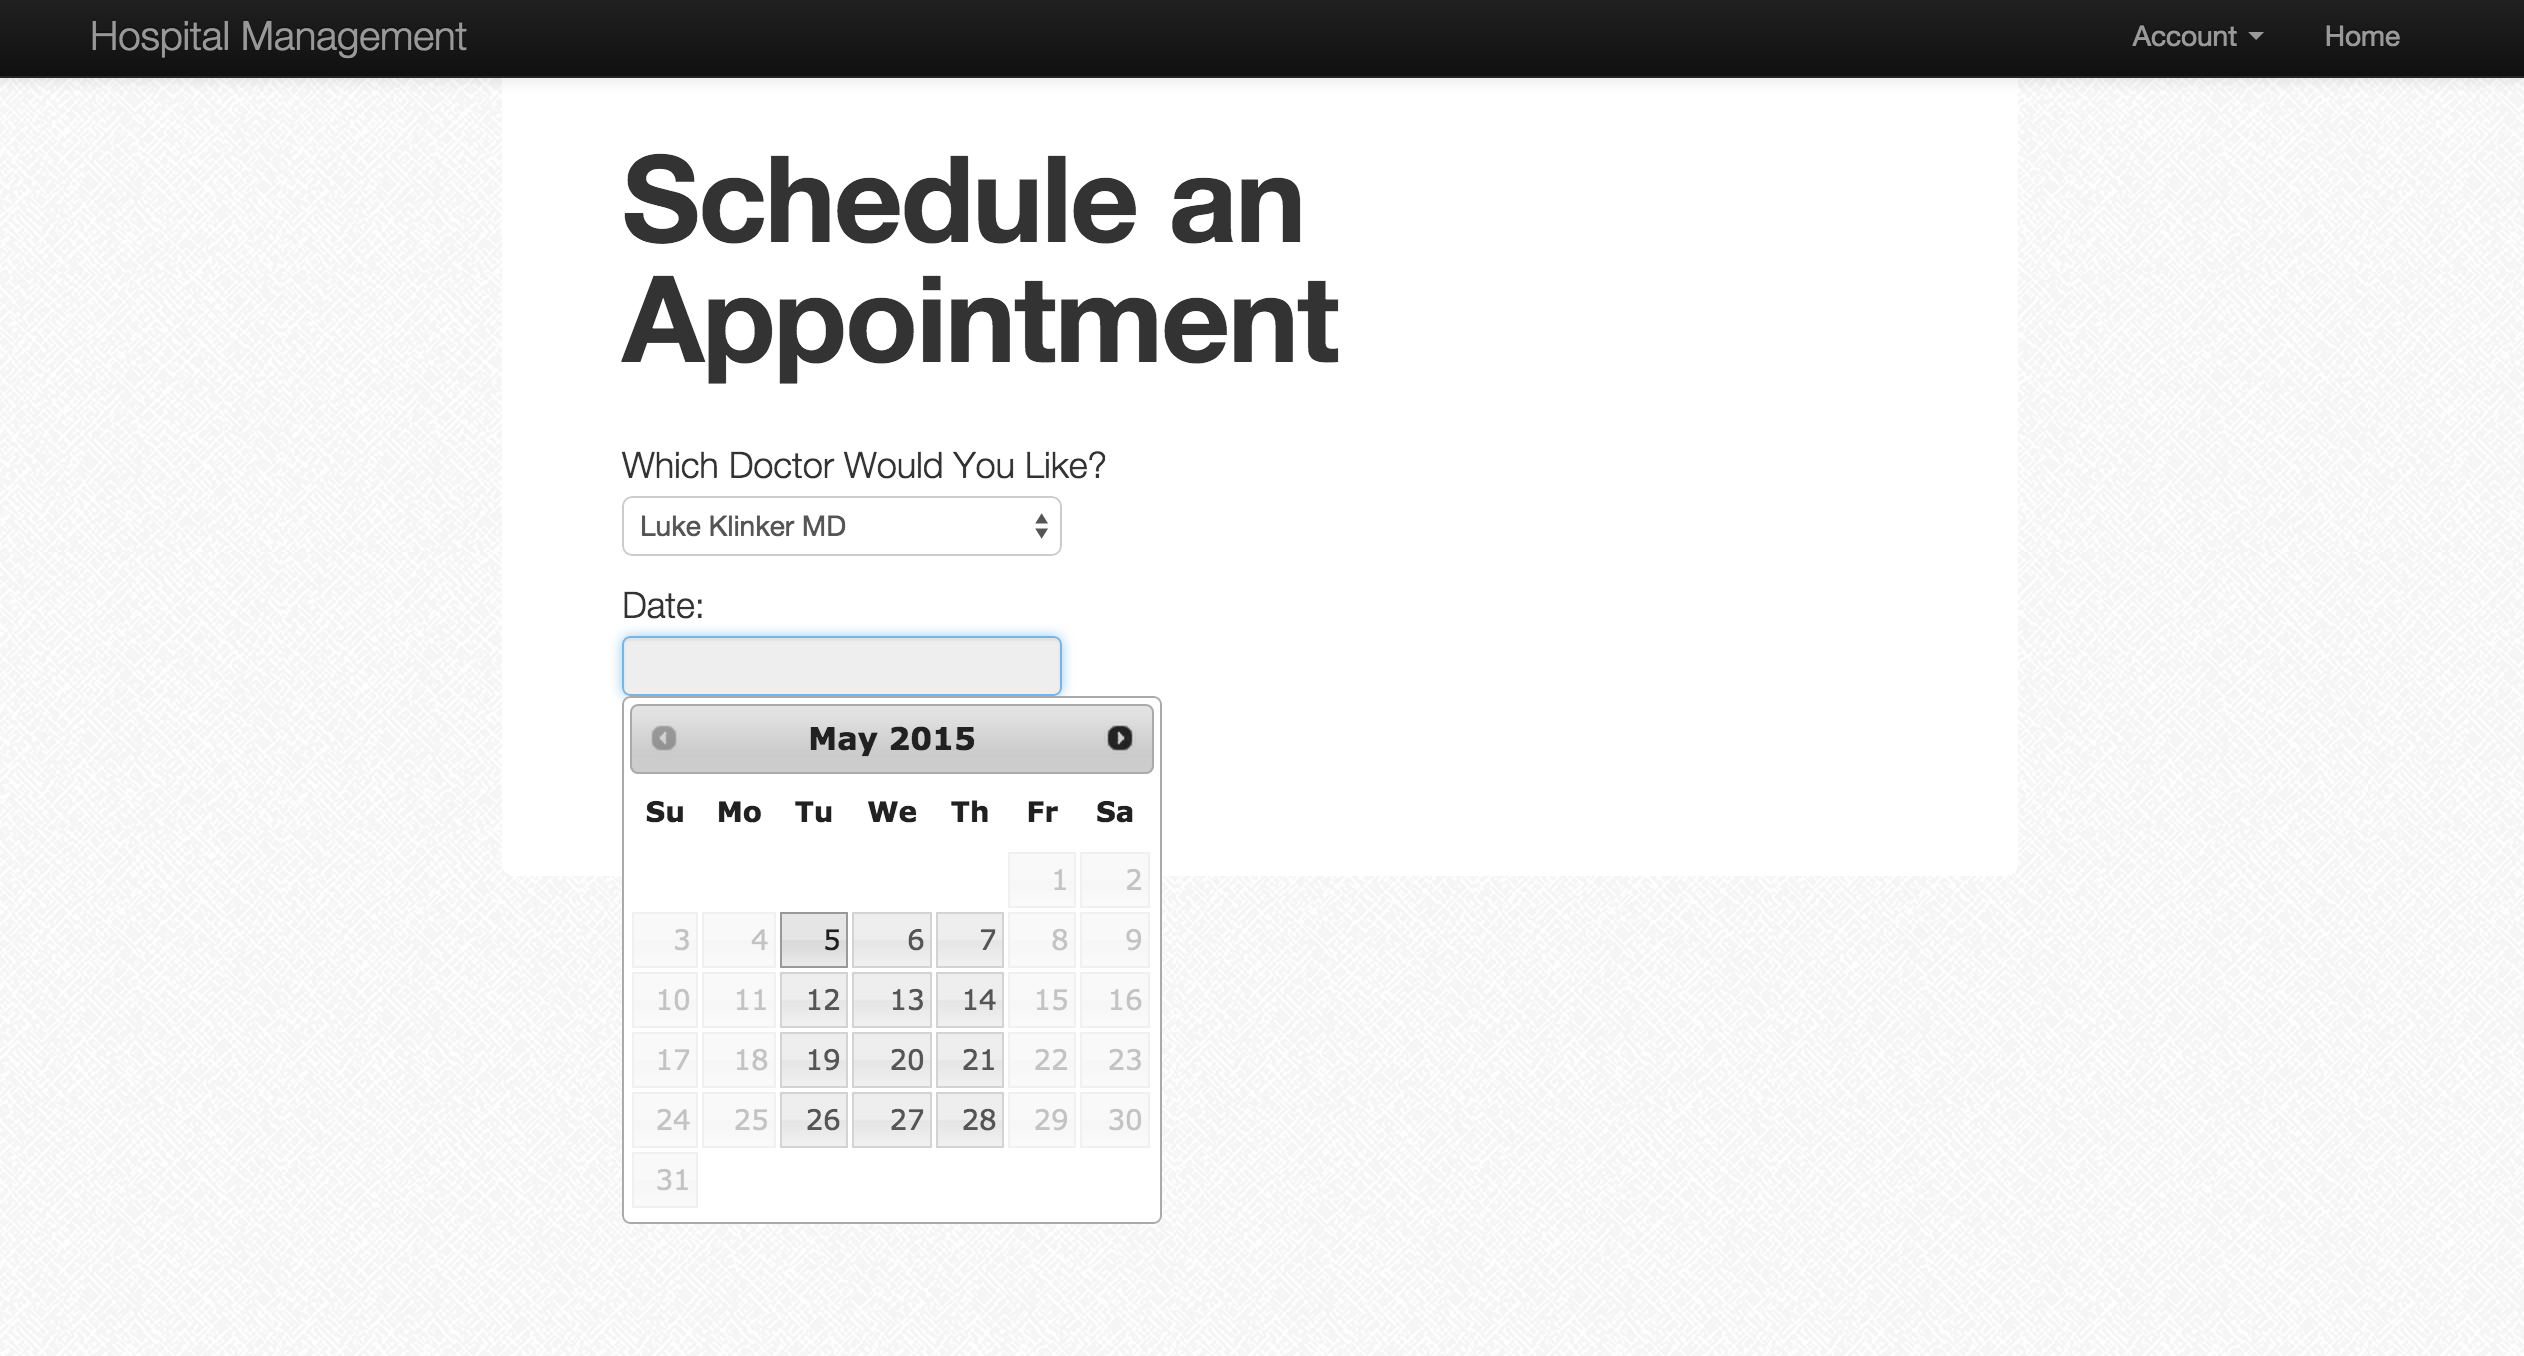 Hospital Management
Account
Home
Schedule an
Appointment
Which Doctor Would You Like?
Luke Klinker MD
Date:
May 2015
Su Mo Tu We Th Fr Sa
1 2
3 4 5 6 7 8 9
10 11 12 13 14 15 16
17 18 19 20 21 22 23
24 25 26 27 28 29 30
31